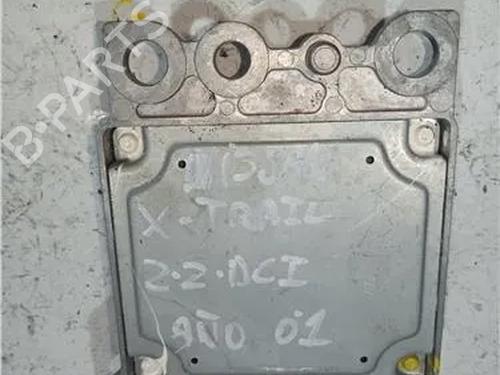 B-PARTS
NISSAN
X-TRAIL
2.2.DCI
AÑO 01